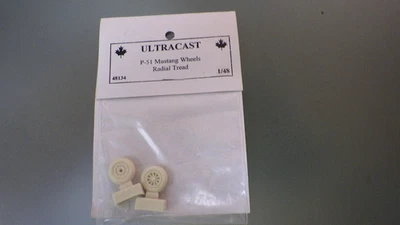 ULTRACAST
P-51 Mustang Wheels
Radial Tread
48134 1/48